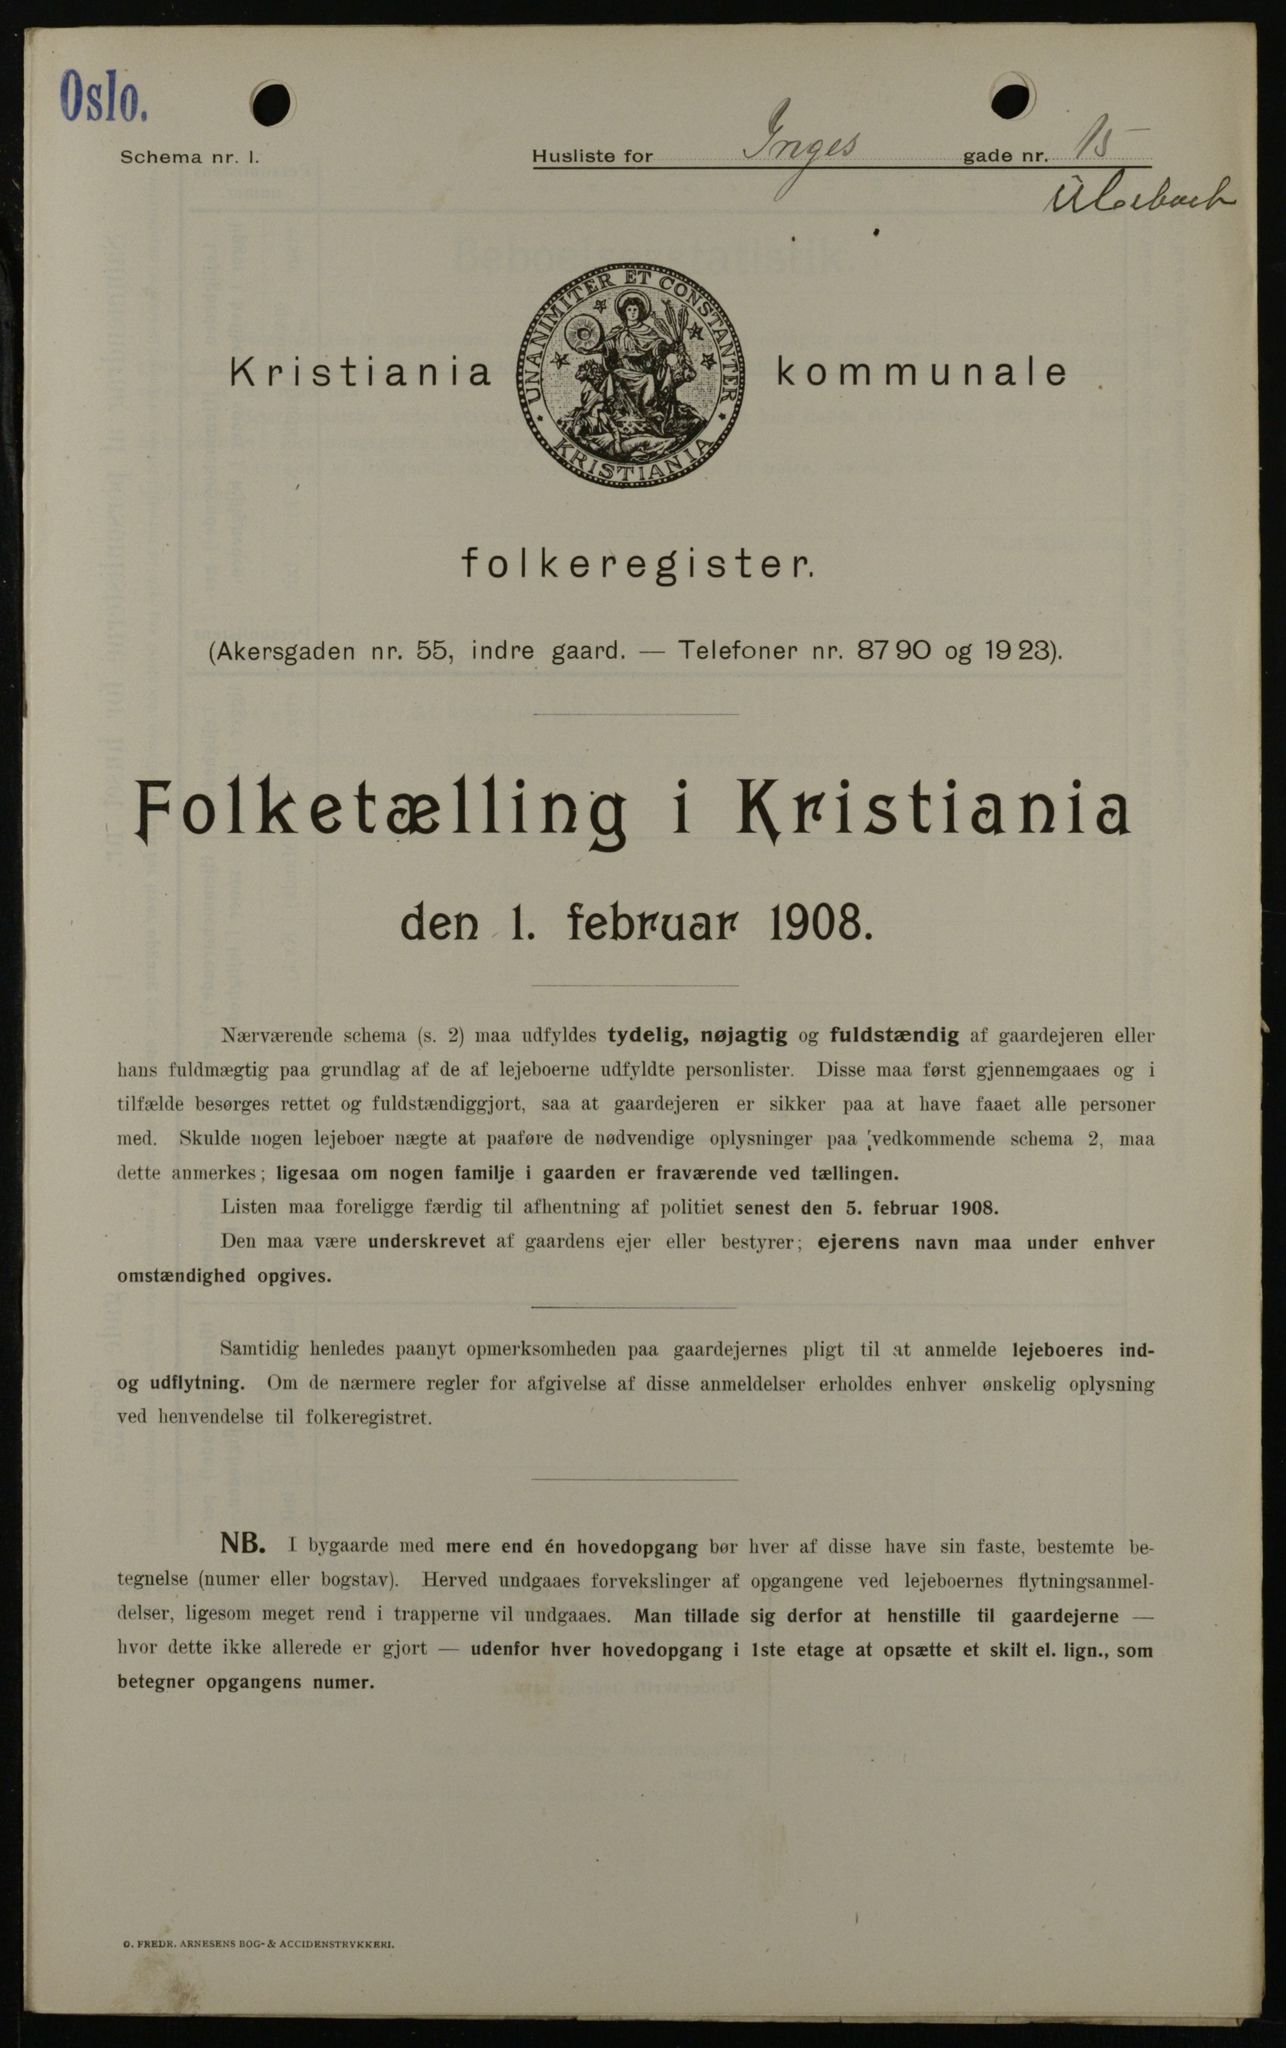 Oslo.
Schema nr. 1.
Husliste for Inges gade nr. 15
UNANIMITER ET CONSTANTER
KRISTIANIA
Kristiania kommunale
folkeregister.
(Akersgaden nr. 55, indre gaard. — Telefoner nr. 8790 og 1923).
Folketælling i Kristiania
den 1. februar 1908.
Nærværende schema (s. 2) maa udfyldes tydelig, nøjagtig og fuldstændig af gaardejeren eller
hans fuldmægtig paa grundlag af de af lejeboerne udfyldte personlister. Disse maa først gjennemgaaes og i
tilfælde besørges rettet og fuldstændiggjort, saa at gaardejeren er sikker paa at have faaet alle personer
med. Skulde nogen lejeboer nægte at paaføre de nødvendige oplysninger paa vedkommende schema 2, maa
dette anmerkes; ligesaa om nogen familje i gaarden er fraværende ved tællingen.
Listen maa foreligge færdig til afhentning af politiet senest den 5. februar 1908.
Den maa være underskrevet af gaardens ejer eller bestyrer; ejerens navn maa under enhver
omstændighed opgives.
Samtidig henledes paanyt opmerksomheden paa gaardejernes pligt til at anmelde lejeboeres ind-
og udflytning. Om de nærmere regler for afgivelse af disse anmeldelser erholdes enhver ønskelig oplysning
ved henvendelse til folkeregistret.
NB. I bygaarde med mere end én hovedopgang bør hver af disse have sin faste, bestemte be-
tegnelse (numer eller bogstav). Herved undgaaes forvekslinger af opgangene ved lejeboernes flytningsanmel-
delser, ligesom meget rend i trapperne vil undgaaes. Man tillade sig derfor at henstille til gaardejerne —
hvor dette ikke allerede er gjort — udenfor hver hovedopgang i 1ste etage at opsætte et skilt el. lign., som
betegner opgangens numer.
O. FREDR. ARNESENS BOG- & ACCIDENSTRYKKERI.